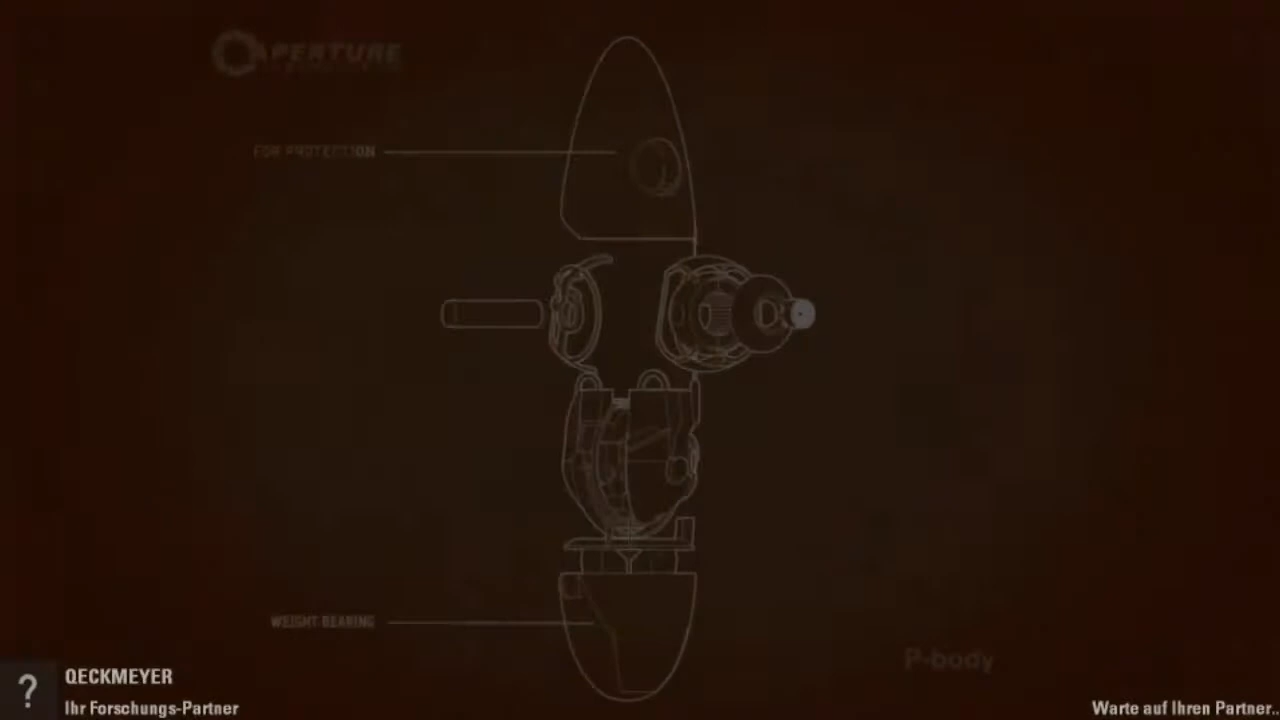 APERTURE
FOR PROTECTION
WEIGHT BEARING
P-body
QECKMEYER
?
Ihr Forschungs-Partner
Warte auf Ihren Partner..